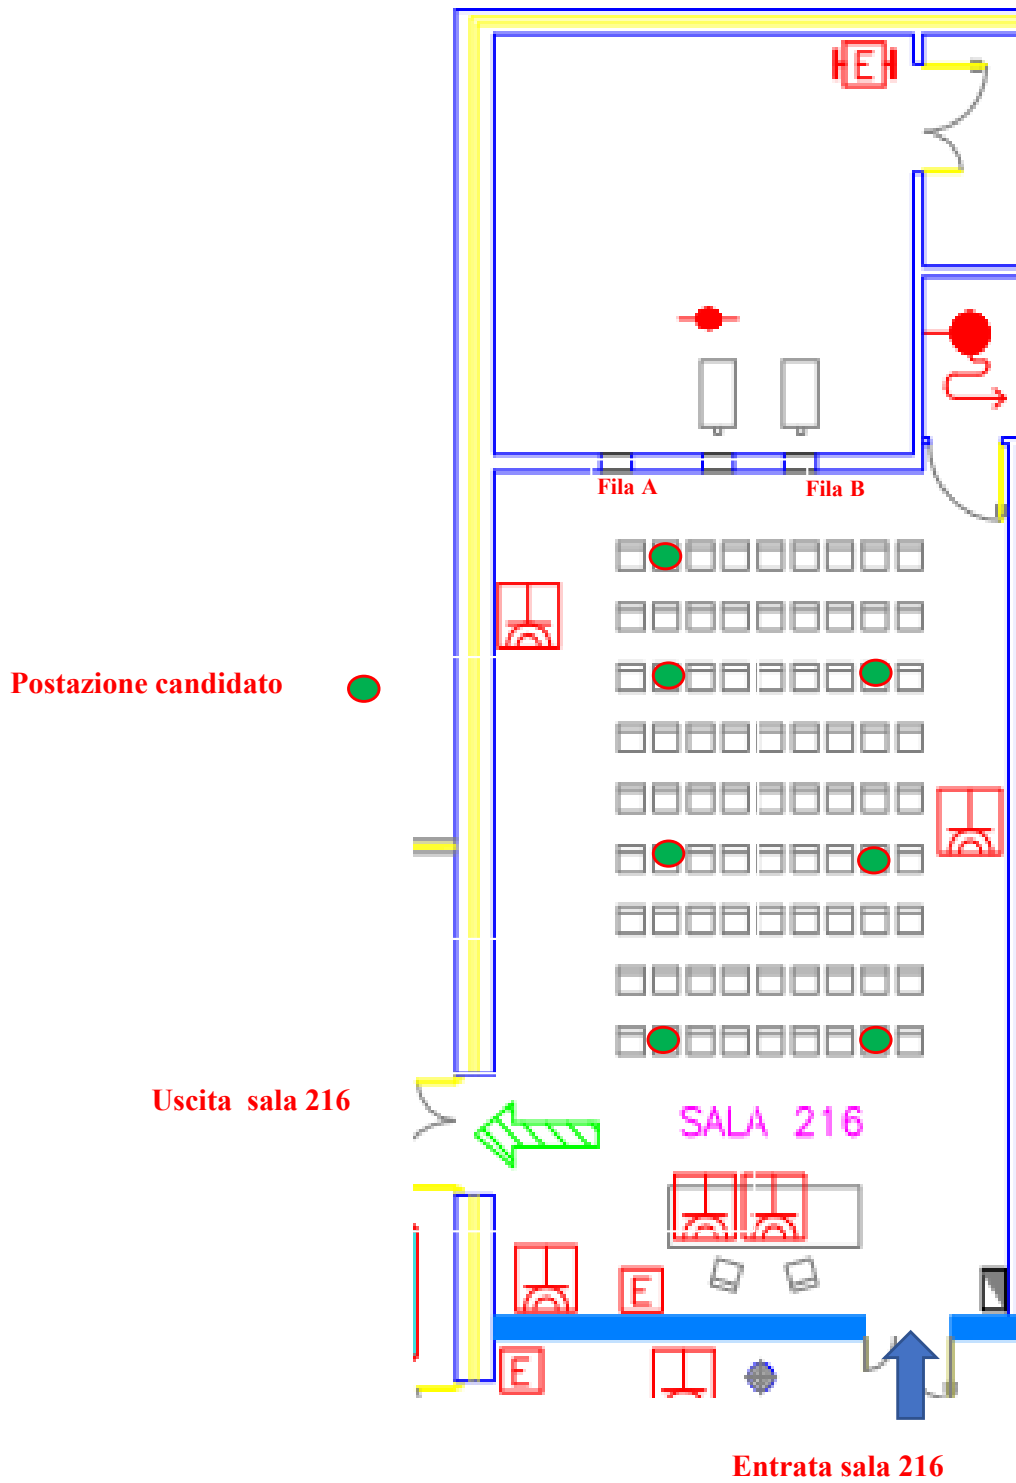 E
Fila A
Fila B
Postazione candidato
Uscita sala 216
SALA 216
E
E
Entrata sala 216